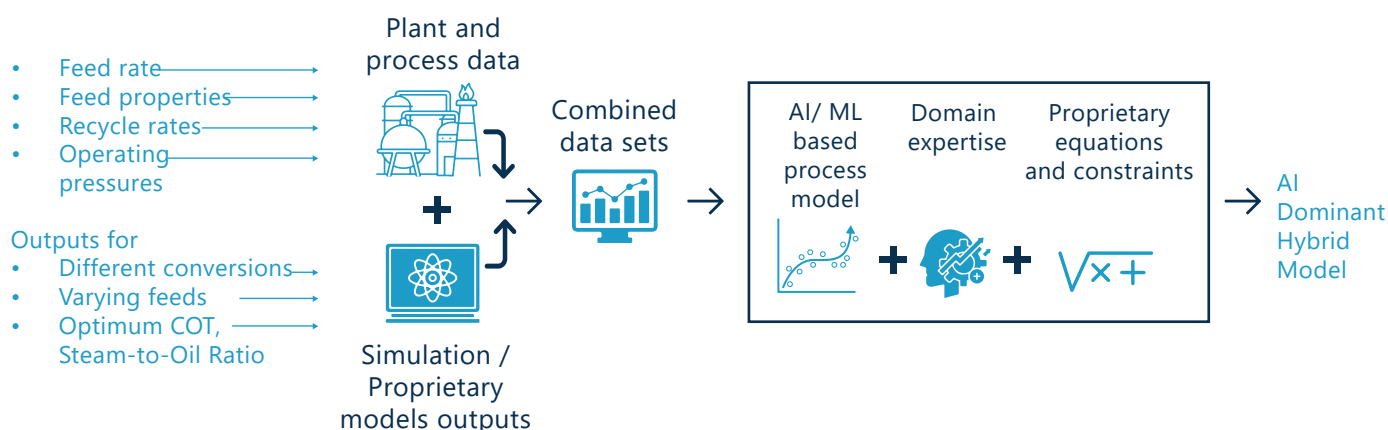 Plant and
process data
• Feed rate
• Feed properties
• Recycle rates
• Operating
pressures
Outputs for
• Different conversions
• Varying feeds
• Optimum COT,
Steam-to-Oil Ratio
Simulation /
Proprietary
models outputs
Combined
data sets
AI/ ML
based
process
model
Domain
expertise
Proprietary
equations
and constraints
AI
Dominant
Hybrid
Model